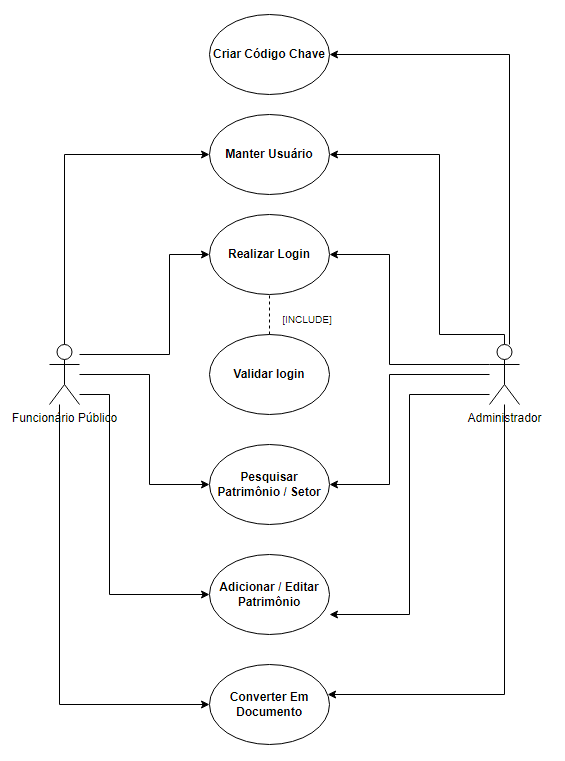 Criar Código Chave
Manter Usuário
Realizar Login
[INCLUDE]
Validar login
Funcionário Público
Administrador
Pesquisar
Patrimônio / Setor
Adicionar / Editar
Patrimônio
Converter Em
Documento